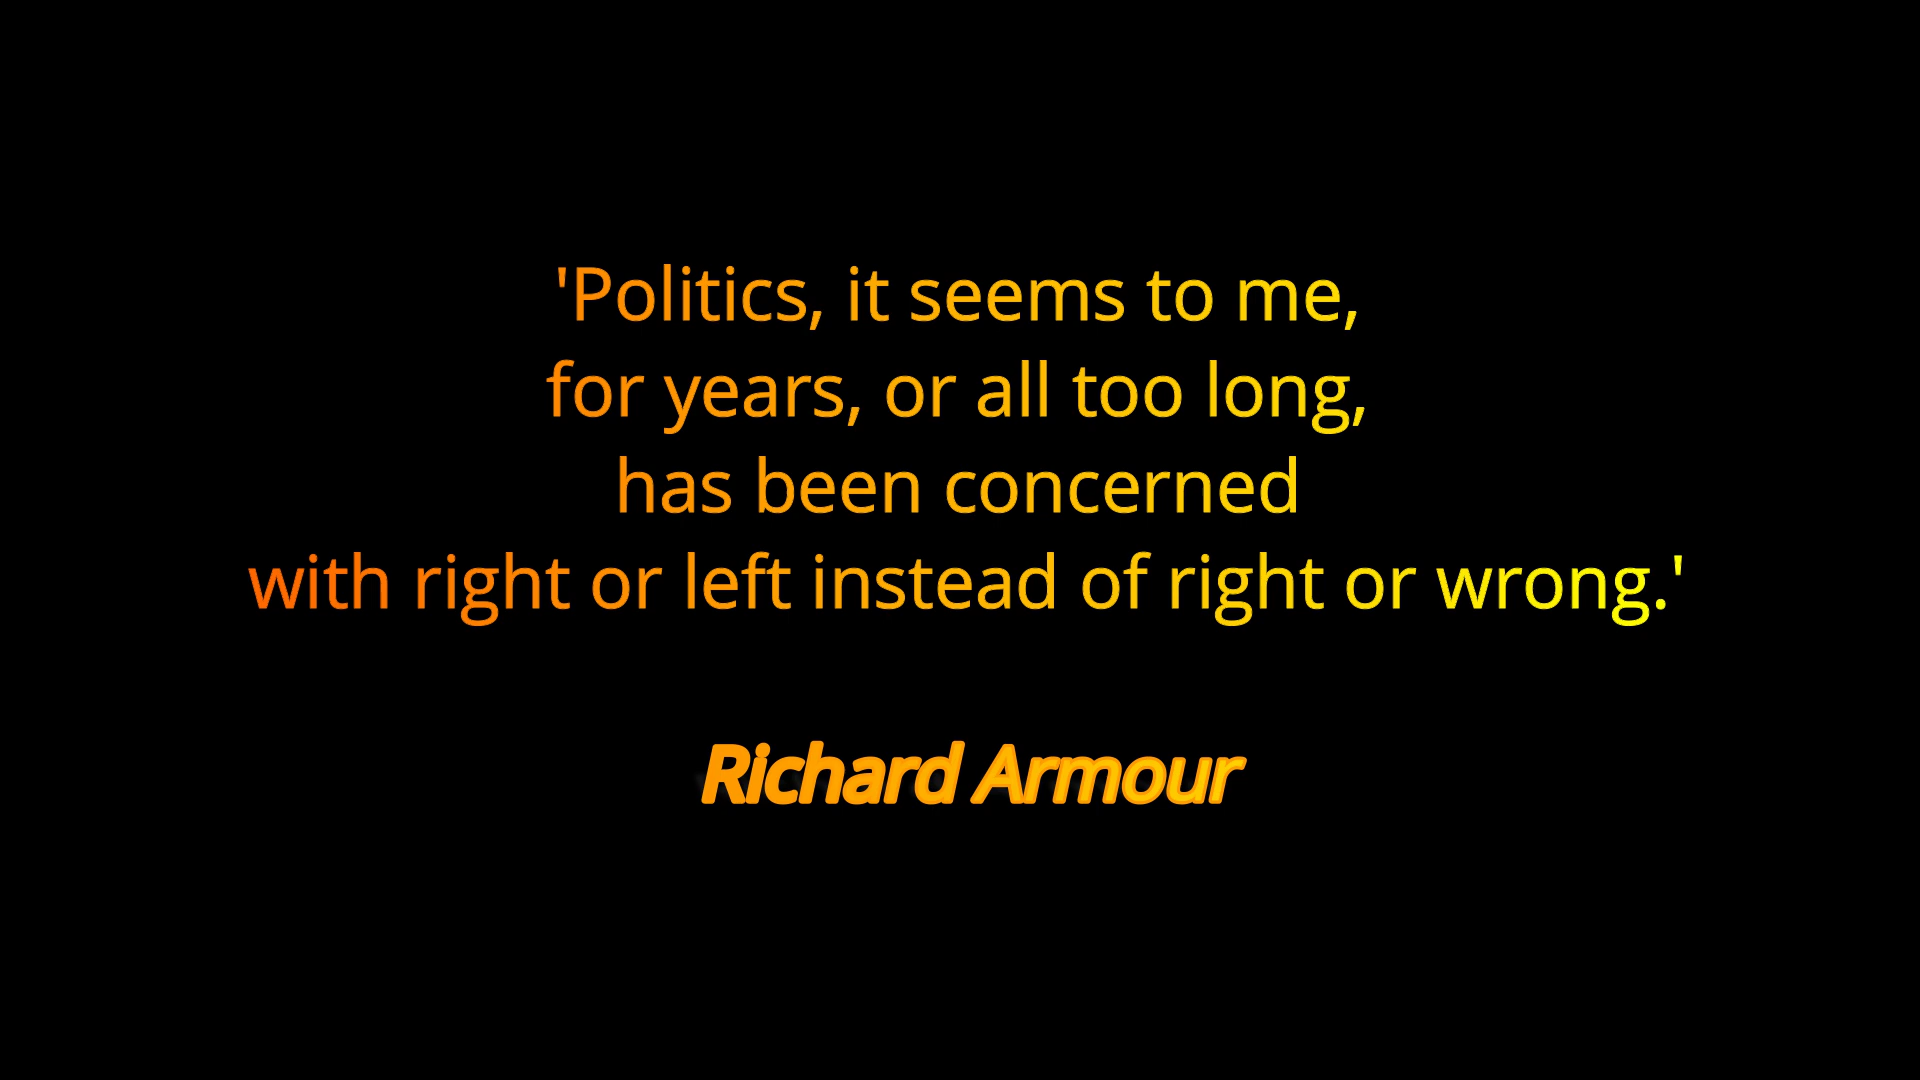 'Politics, it seems to me,
for years, or all too long,
has been concerned
with right or left instead of right or wrong.'
Richard Armour